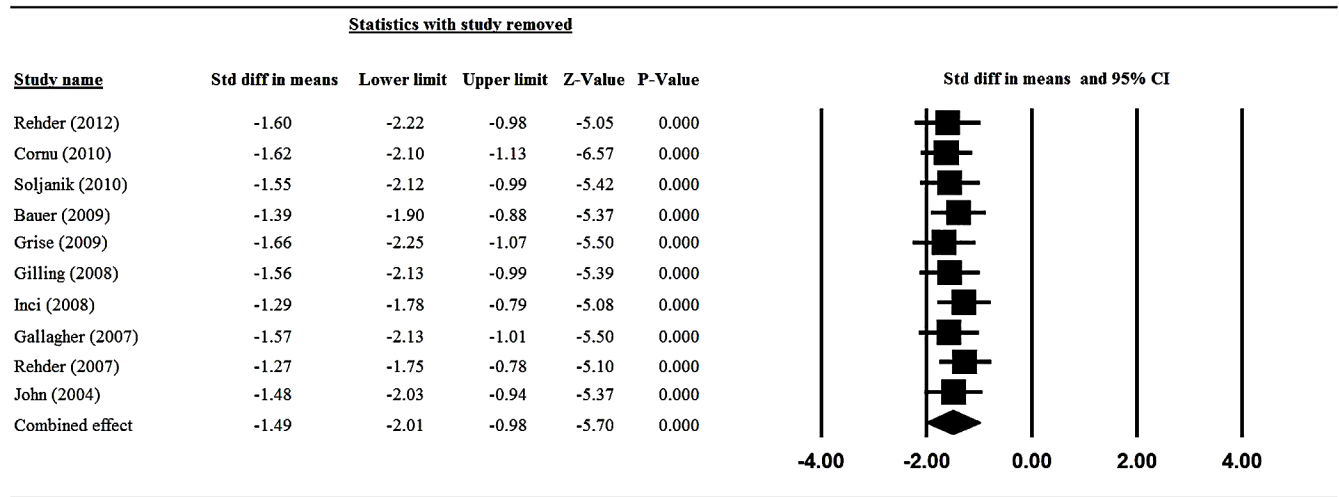 Statistics with study removed
Study name Std diff in means Lower limit Upper limit Z-Value P-Value Std diff in means and 95% CI
Rehder (2012) -1.60 -2.22 -0.98 -5.05 0.000
Cornu (2010) -1.62 -2.10 -1.13 -6.57 0.000
Soljanik (2010) -1.55 -2.12 -0.99 -5.42 0.000
Bauer (2009) -1.39 -1.90 -0.88 -5.37 0.000
Grise (2009) -1.66 -2.25 -1.07 -5.50 0.000
Gilling (2008) -1.56 -2.13 -0.99 -5.39 0.000
Inci (2008) -1.29 -1.78 -0.79 -5.08 0.000
Gallagher (2007) -1.57 -2.13 -1.01 -5.50 0.000
Rehder (2007) -1.27 -1.75 -0.78 -5.10 0.000
John (2004) -1.48 -2.03 -0.94 -5.37 0.000
Combined effect -1.49 -2.01 -0.98 -5.70 0.000
-4.00 -2.00 0.00 2.00 4.00